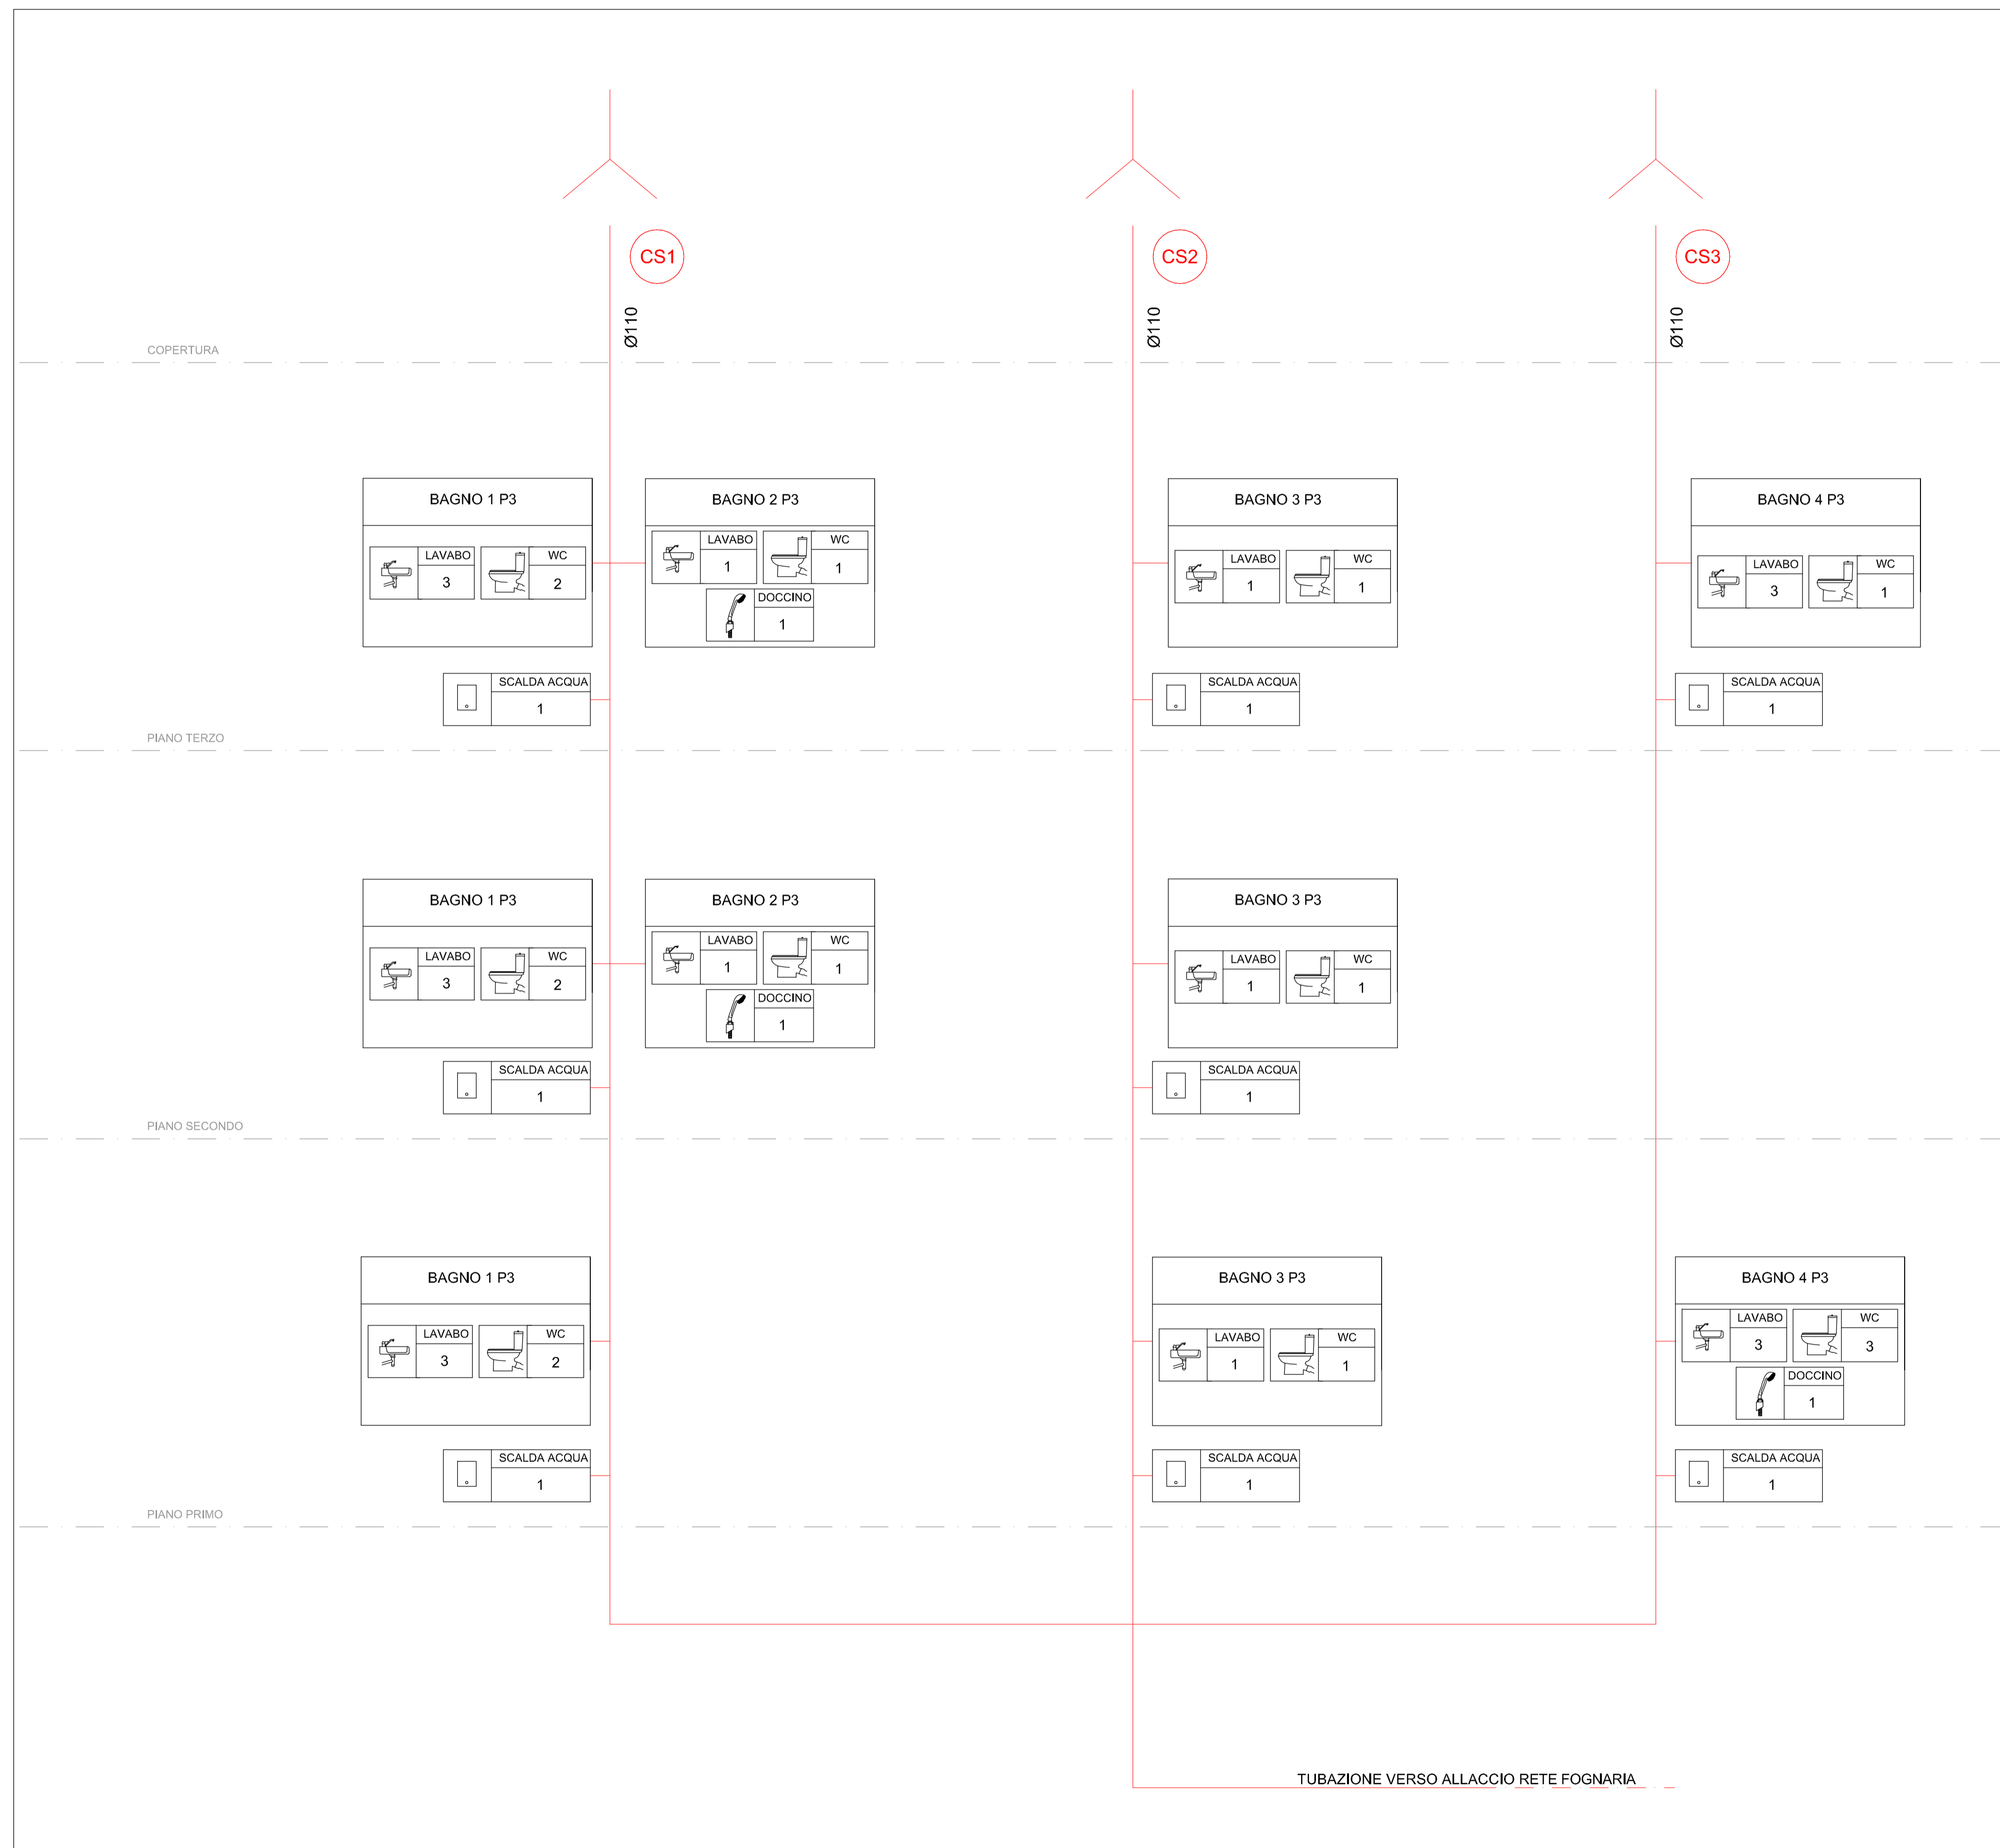 CS1
CS2
CS3
Ø110
Ø110
Ø110
COPERTURA
BAGNO 1 P3
LAVABO
3
WC
2
BAGNO 2 P3
LAVABO
1
WC
1
DOCCINO
1
BAGNO 3 P3
LAVABO
1
WC
1
BAGNO 4 P3
LAVABO
3
WC
1
SCALDA ACQUA
1
SCALDA ACQUA
1
SCALDA ACQUA
1
PIANO TERZO
BAGNO 1 P3
LAVABO
3
WC
2
BAGNO 2 P3
LAVABO
1
WC
1
DOCCINO
1
BAGNO 3 P3
LAVABO
1
WC
1
SCALDA ACQUA
1
SCALDA ACQUA
1
PIANO SECONDO
BAGNO 1 P3
LAVABO
3
WC
2
BAGNO 3 P3
LAVABO
1
WC
1
BAGNO 4 P3
LAVABO
3
WC
3
DOCCINO
1
SCALDA ACQUA
1
SCALDA ACQUA
1
SCALDA ACQUA
1
PIANO PRIMO
TUBAZIONE VERSO ALLACCIO RETE FOGNARIA